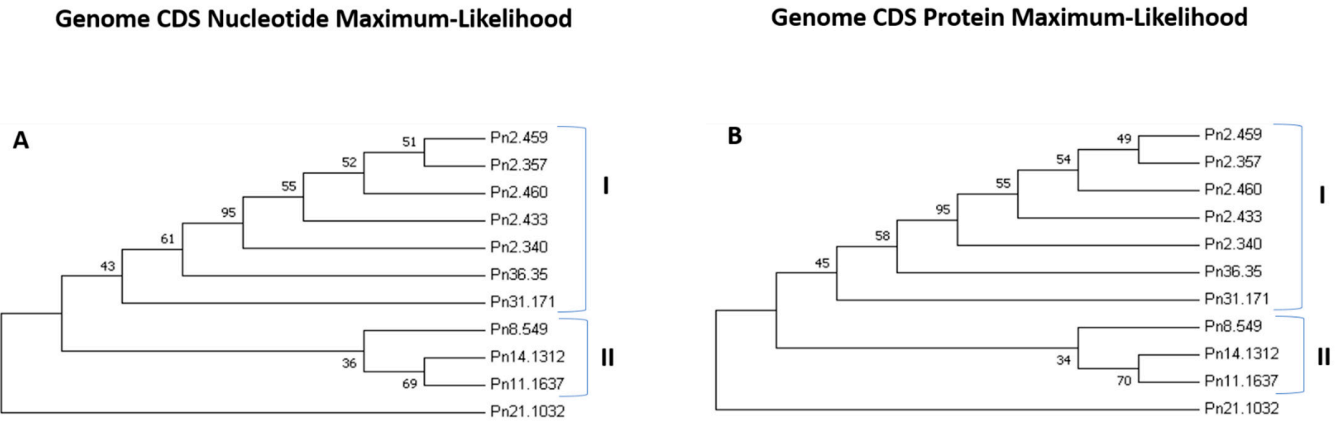 Genome CDS Nucleotide Maximum-Likelihood
A
51
Pn2.459
Pn2.357
52
Pn2.460
55
Pn2.433
95
Pn2.340
61
Pn36.35
43
Pn31.171
I
Pn8.549
36
Pn14.1312
69
Pn11.1637
II
Pn21.1032
Genome CDS Protein Maximum-Likelihood
B
49
Pn2.459
Pn2.357
54
Pn2.460
55
Pn2.433
95
Pn2.340
58
Pn36.35
45
Pn31.171
I
Pn8.549
34
Pn14.1312
70
Pn11.1637
II
Pn21.1032